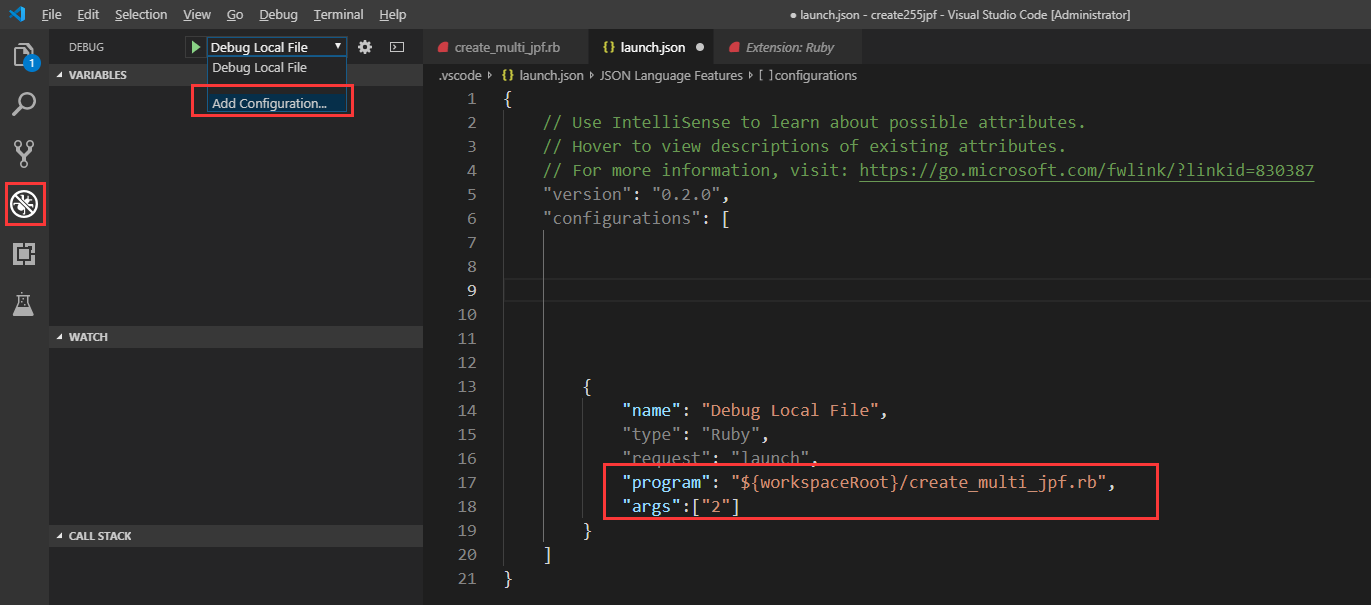 File Edit Selection View Go Debug Terminal Help
● launch.json - create255jpf - Visual Studio Code [Administrator]
1
DEBUG
Debug Local File
Debug Local File
Add Configuration...
VARIABLES
WATCH
CALL STACK
create_multi_jpf.rb {} launch.json ● Extension: Ruby
.vscode {} launch.json JSON Language Features [ ] configurations
1 {
2 // Use IntelliSense to learn about possible attributes.
3 // Hover to view descriptions of existing attributes.
4 // For more information, visit: https://go.microsoft.com/fwlink/?linkid=830387
5 "version": "0.2.0",
6 "configurations": [
7
8
9
10
11
12
13 {
14 "name": "Debug Local File",
15 "type": "Ruby",
16 "request": "launch",
17 "program": "${workspaceRoot}/create_multi_jpf.rb",
18 "args":["2"]
19 }
20 ]
21 }